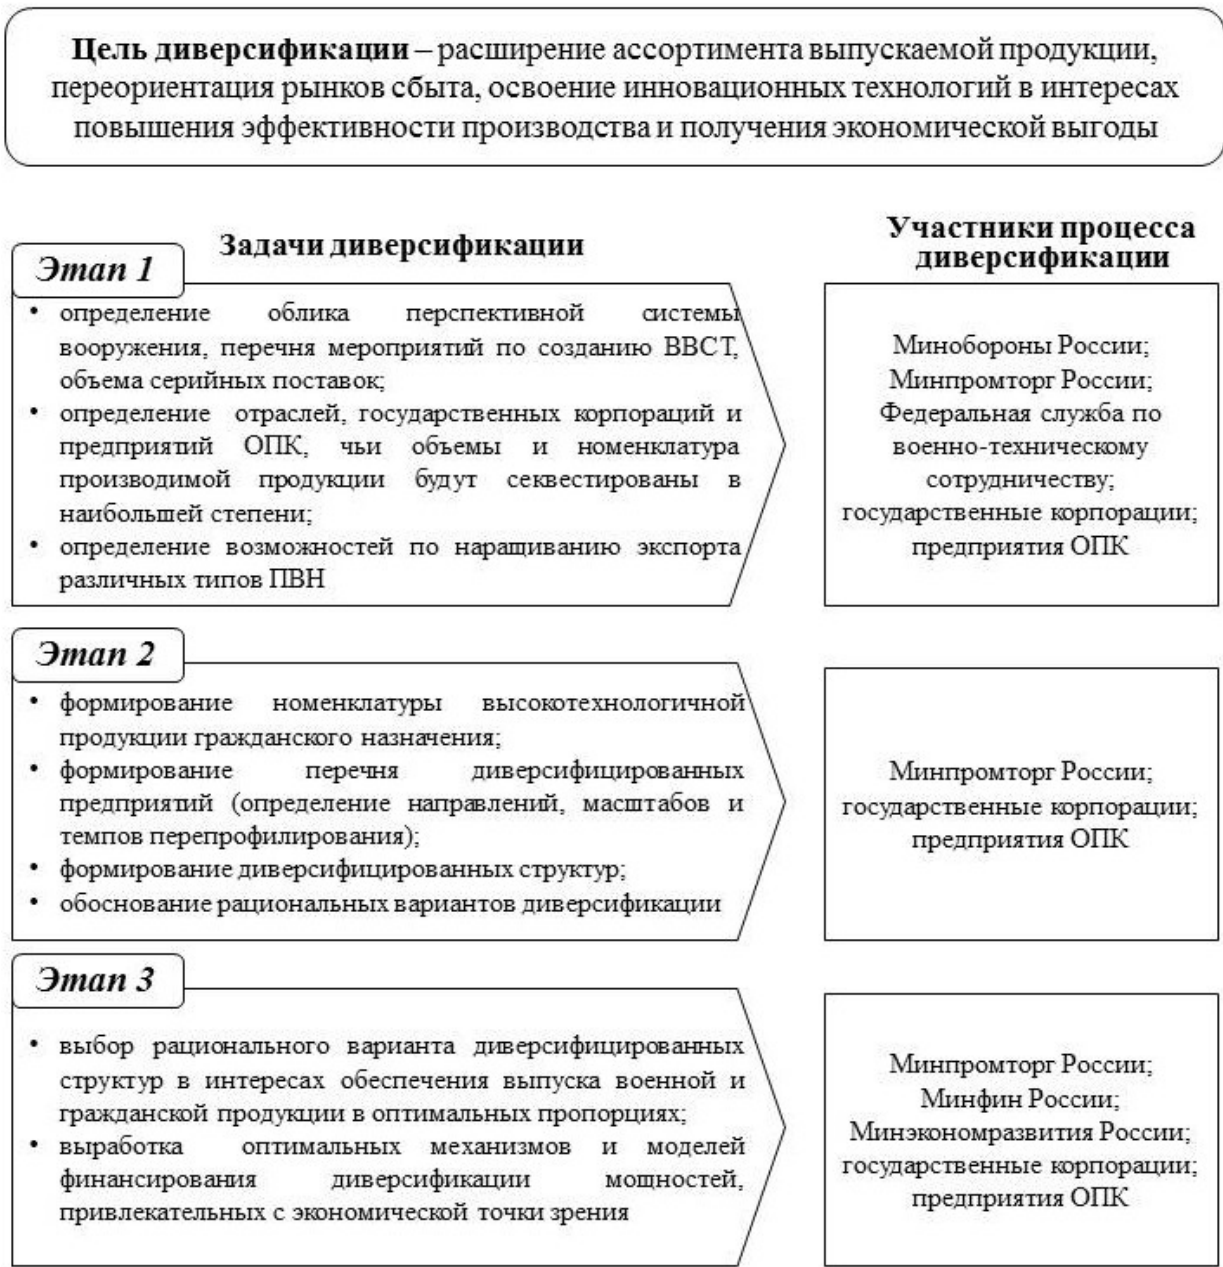 Цель диверсификации – расширение ассортимента выпускаемой продукции,
переориентация рынков сбыта, освоение инновационных технологий в интересах
повышения эффективности производства и получения экономической выгоды
Задачи диверсификации
Участники процесса
диверсификации
Этап 1
• определение облика перспективной системы
вооружения, перечня мероприятий по созданию ВВСТ,
объема серийных поставок;
• определение отраслей, государственных корпораций и
предприятий ОПК, чьи объемы и номенклатура
производимой продукции будут секвестированы в
наибольшей степени;
• определение возможностей по наращиванию экспорта
различных типов ПВН
Минобороны России;
Минпромторг России;
Федеральная служба по
военно-техническому
сотрудничеству;
государственные корпорации;
предприятия ОПК
Этап 2
• формирование номенклатуры высокотехнологичной
продукции гражданского назначения;
• формирование перечня диверсифицированных
предприятий (определение направлений, масштабов и
темпов перепрофилирования);
• формирование диверсифицированных структур;
• обоснование рациональных вариантов диверсификации
Минпромторг России;
государственные корпорации;
предприятия ОПК
Этап 3
• выбор рационального варианта диверсифицированных
структур в интересах обеспечения выпуска военной и
гражданской продукции в оптимальных пропорциях;
• выработка оптимальных механизмов и моделей
финансирования диверсификации мощностей,
привлекательных с экономической точки зрения
Минпромторг России;
Минфин России;
Минэкономразвития России;
государственные корпорации;
предприятия ОПК